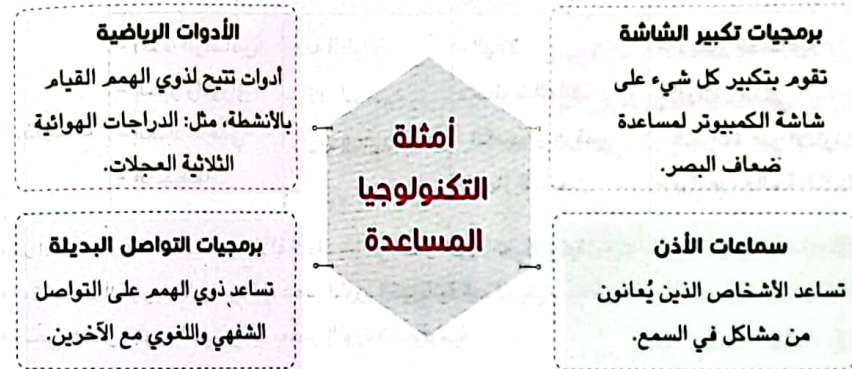 برمجيات تكبير الشاشة
تقوم بتكبير كل شيء على
شاشة الكمبيوتر لمساعدة
ضعاف البصر.
الأدوات الرياضية
أدوات تتيح لذوي الهمم القيام
بالأنشطة، مثل: الدراجات الهوائية
الثلاثية العجلات.
أمثلة
التكنولوجيا
المساعدة
سماعات الأذن
تساعد الأشخاص الذين يُعانون
من مشاكل في السمع.
برمجيات التواصل البديلة
تساعد ذوي الهمم على التواصل
الشفهي واللغوي مع الآخرين.